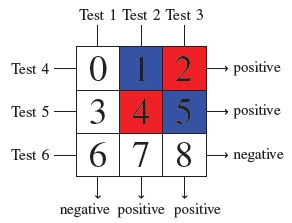 Test 1 Test 2 Test 3
Test 4 0 1 2 positive
Test 5 3 4 5 positive
Test 6 6 7 8 negative
negative positive positive